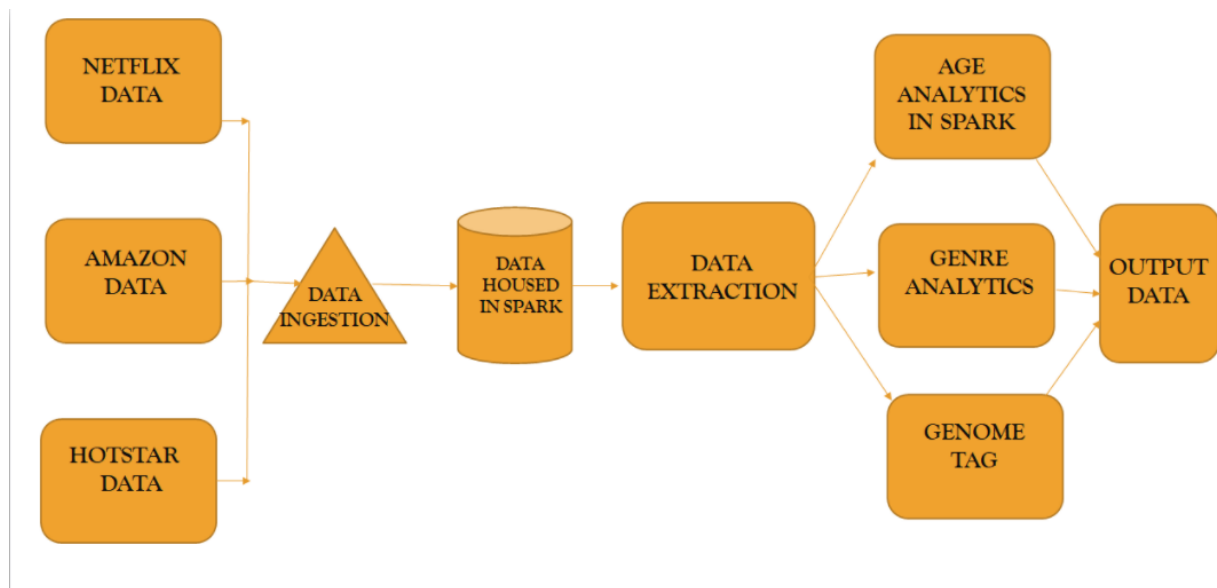 NETFLIX
DATA
AMAZON
DATA
HOTSTAR
DATA
DATA
INGESTION
DATA
HOUSED
IN SPARK
DATA
EXTRACTION
AGE
ANALYTICS
IN SPARK
GENRE
ANALYTICS
GENOME
TAG
OUTPUT
DATA